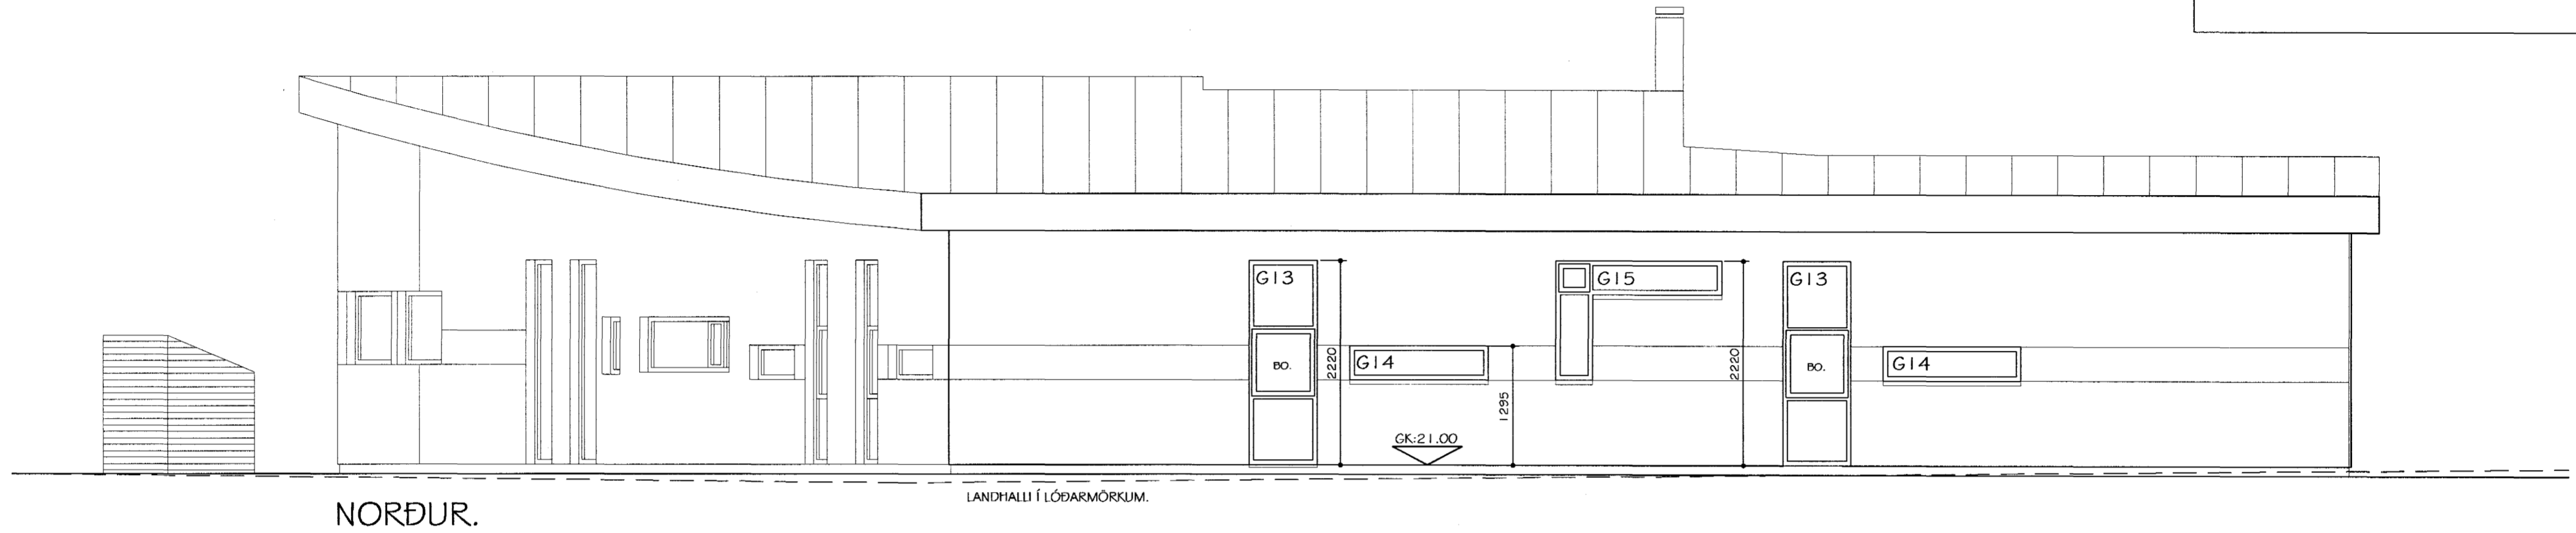 G13
G15
G13
BO.
2220
G14
2220
BO.
G14
1295
GK:21.00
LANDHALLI Í LÓÐARMÖRKUM.
NORÐUR.